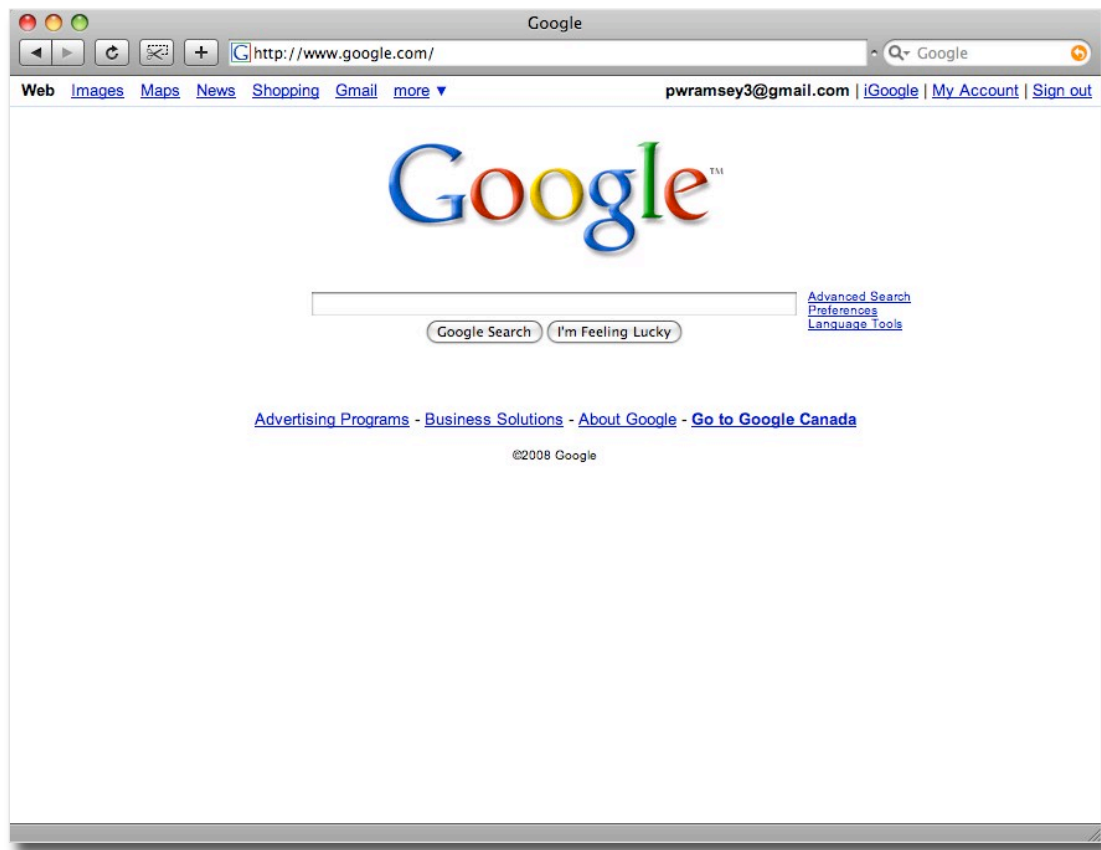 Google
http://www.google.com/
Google
Web Images Maps News Shopping Gmail more ▼ pwramsey3@gmail.com | iGoogle | My Account | Sign out
Google™
Advanced Search
Preferences
Language Tools
Google Search I'm Feeling Lucky
Advertising Programs - Business Solutions - About Google - Go to Google Canada
©2008 Google